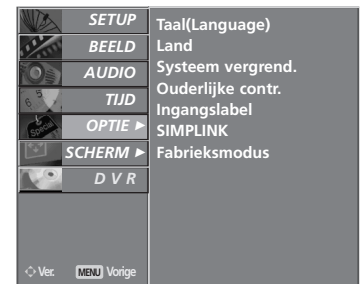 SETUP
BEELD
AUDIO
TIJD
OPTIE ►
SCHERM ►
D V R
Taal(Language)
Land
Systeem vergrend.
Ouderlijke contr.
Ingangslabel
SIMPLINK
Fabrieksmodus
Special
Ver. MENU Vorige